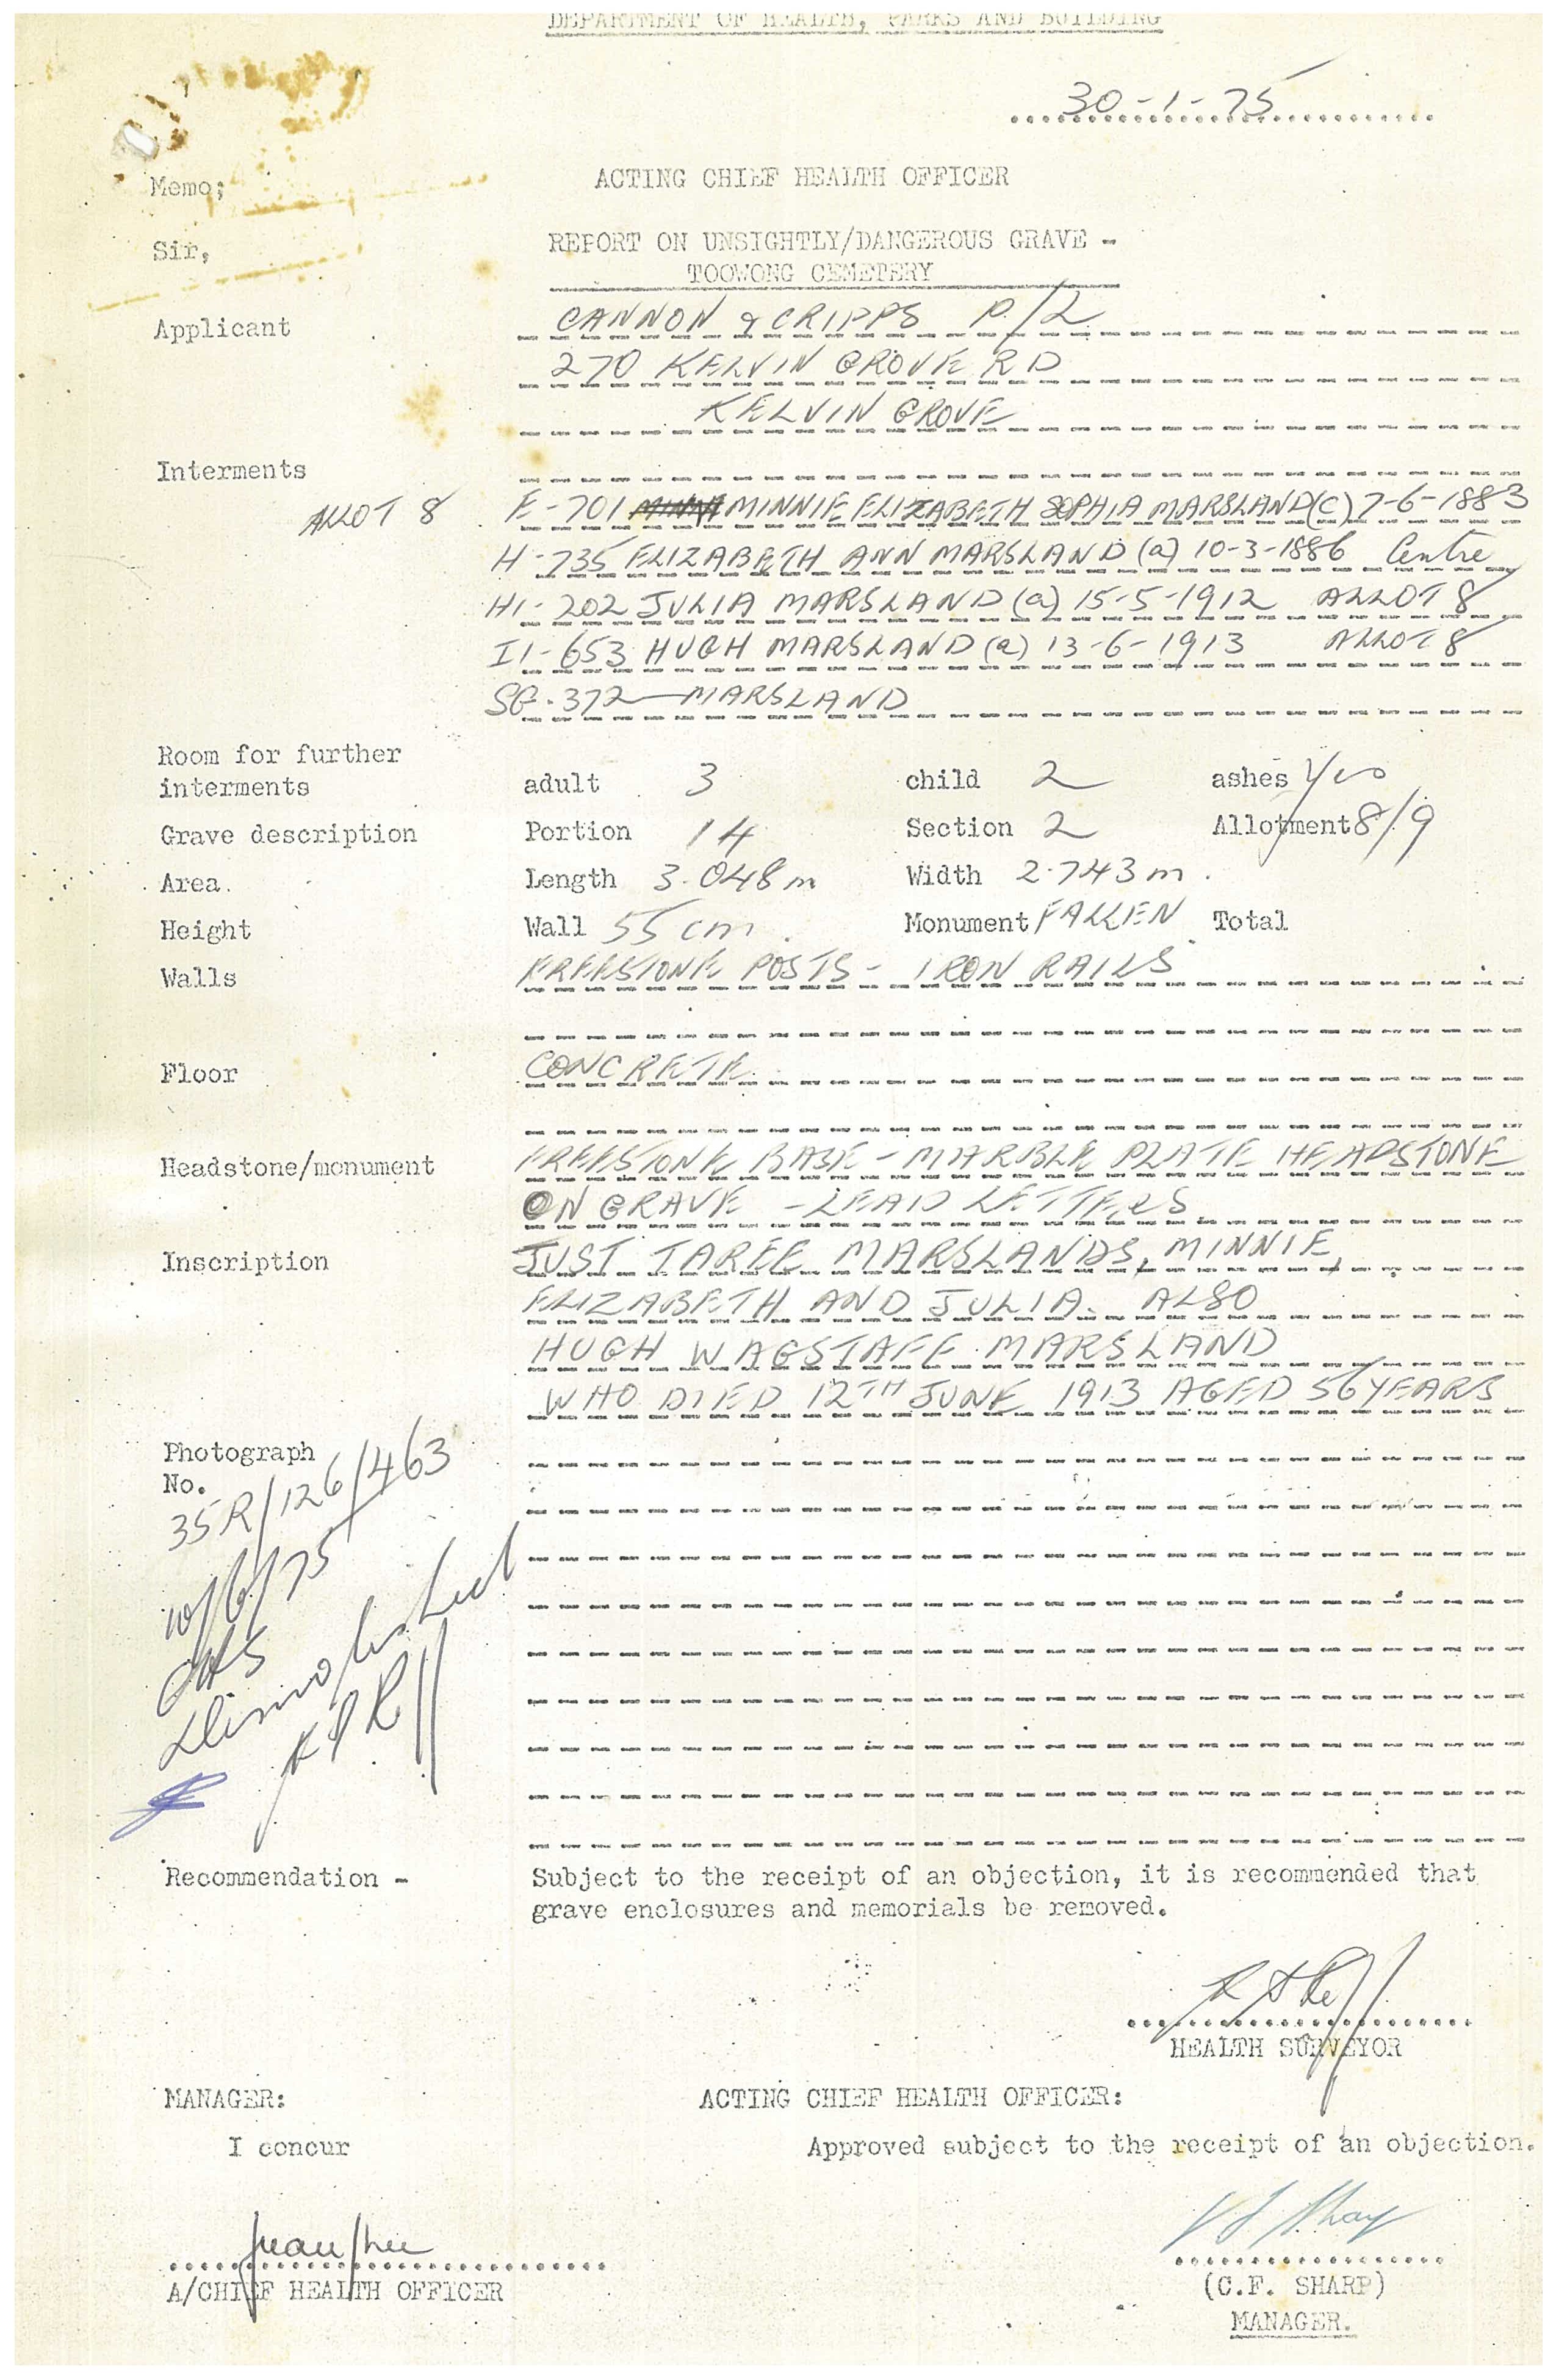 DEPARTMENT OF HEALTH, PARKS AND BUILDING
30-1-75
Memo;
ACTING CHIEF HEALTH OFFICER
Sir,
REPORT ON UNSIGHTLY/DANGEROUS GRAVE -
TOOWONG CEMETERY
Applicant CANNON & CRIPPS P/L
270 KELVIN GROVE RD
KELVIN GROVE
Interments
ALLOT 8 E-701 MINNIE ELIZABETH SOPHIA MARSLAND (C) 7-6-1883
H-735 ELIZABETH ANN MARSLAND (a) 10-3-1886 Centre
H1-202 JULIA MARSLAND (a) 15-5-1912 ALLOT 8
I1-653 HUGH MARSLAND (a) 13-6-1913 ALLOT 8
SG.372 - MARSLAND
Room for further
interments adult 3 child 2 ashes Yes
Grave description Portion 14 Section 2 Allotment 8/9
Area. Length 3.048m Width 2.743m.
Height Wall 55 cm. Monument FALLEN Total
Walls FREESTONE POSTS - IRON RAILS
Floor CONCRETE
Headstone/monument FREESTONE BASE - MARBLE PLATE HEADSTONE
ON GRAVE - LEAD LETTERS
Inscription JUST TAREE MARSLANDS, MINNIE,
ELIZABETH AND JULIA. ALSO
HUGH WAGSTAFF MARSLAND
WHO DIED 12TH JUNE 1913 AGED 56 YEARS
Photograph
No.
35R/126/463
10/6/75
Demolished
Recommendation - Subject to the receipt of an objection, it is recommended that
grave enclosures and memorials be removed.
HEALTH SURVEYOR
MANAGER: ACTING CHIEF HEALTH OFFICER:
I concur Approved subject to the receipt of an objection.
A/CHIEF HEALTH OFFICER
(C.F. SHARP)
MANAGER.